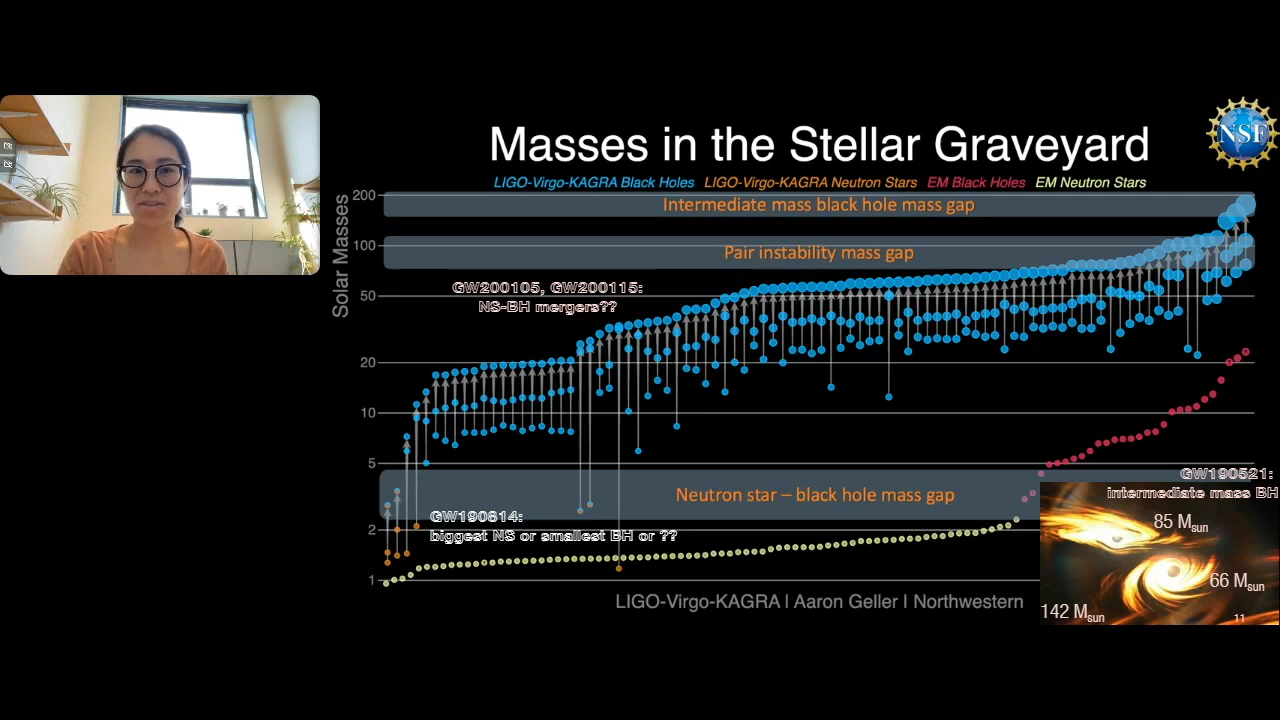 Masses in the Stellar Graveyard
NSF
LIGO-Virgo-KAGRA Black Holes LIGO-Virgo-KAGRA Neutron Stars EM Black Holes EM Neutron Stars
Solar Masses
200
100
50
20
10
5
2
1
Intermediate mass black hole mass gap
Pair instability mass gap
GW200105, GW200115:
NS-BH mergers??
Neutron star – black hole mass gap
GW190814:
biggest NS or smallest BH or ??
GW190521:
intermediate mass BH
85 Msun
66 Msun
142 Msun
11
LIGO-Virgo-KAGRA | Aaron Geller | Northwestern